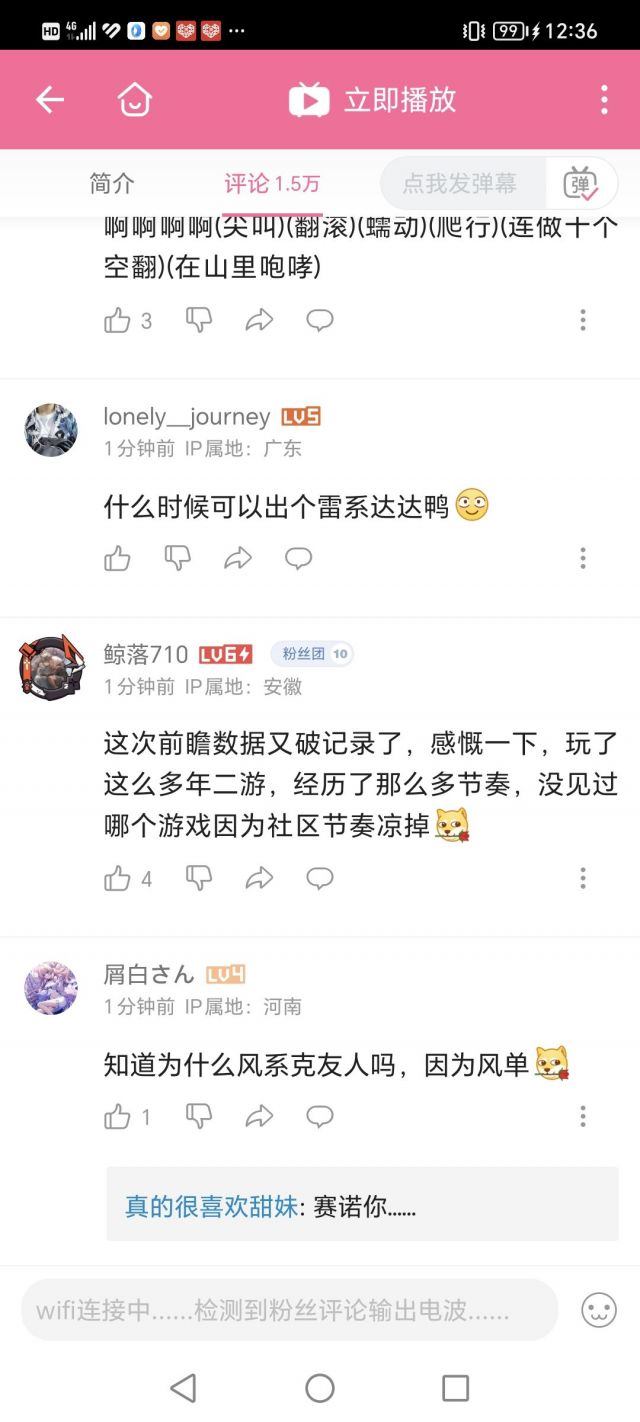 HD 4G 99 12:36
立即播放
简介 评论 1.5万 点我发弹幕 弹
啊啊啊啊(尖叫)(翻滚)(蠕动)(爬行)(连做十个
空翻)(在山里咆哮)
3
lonely__journey LV5
1分钟前 IP属地：广东
什么时候可以出个雷系达达鸭
鲸落710 LV6 粉丝团 10
1分钟前 IP属地：安徽
这次前瞻数据又破记录了，感慨一下，玩了
这么多年二游，经历了那么多节奏，没见过
哪个游戏因为社区节奏凉掉
4
屑白さん LV4
1分钟前 IP属地：河南
知道为什么风系克友人吗，因为风单
1
真的很喜欢甜妹: 赛诺你......
wifi连接中......检测到粉丝评论输出电波......